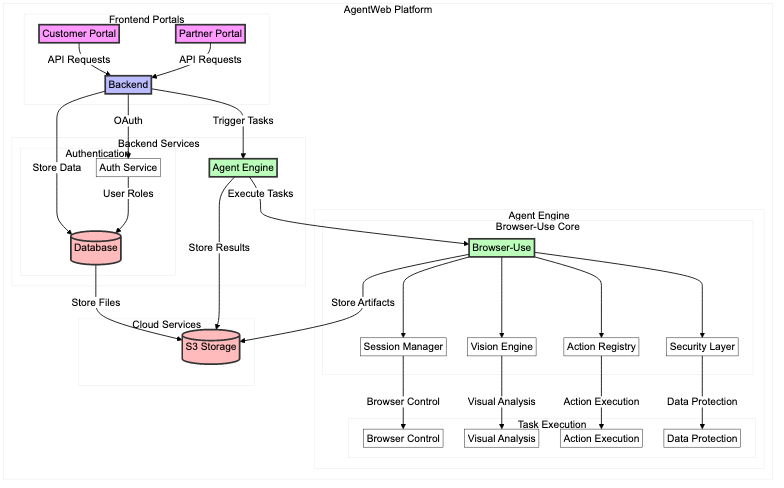 AgentWeb Platform
Frontend Portals
Customer Portal
Partner Portal
API Requests
API Requests
Backend
OAuth
Trigger Tasks
Backend Services
Authentication
Store Data
Auth Service
Agent Engine
User Roles
Execute Tasks
Agent Engine
Browser-Use Core
Database
Store Results
Browser-Use
Store Files
Store Artifacts
Cloud Services
S3 Storage
Session Manager
Vision Engine
Action Registry
Security Layer
Browser Control
Visual Analysis
Action Execution
Data Protection
Task Execution
Browser Control
Visual Analysis
Action Execution
Data Protection